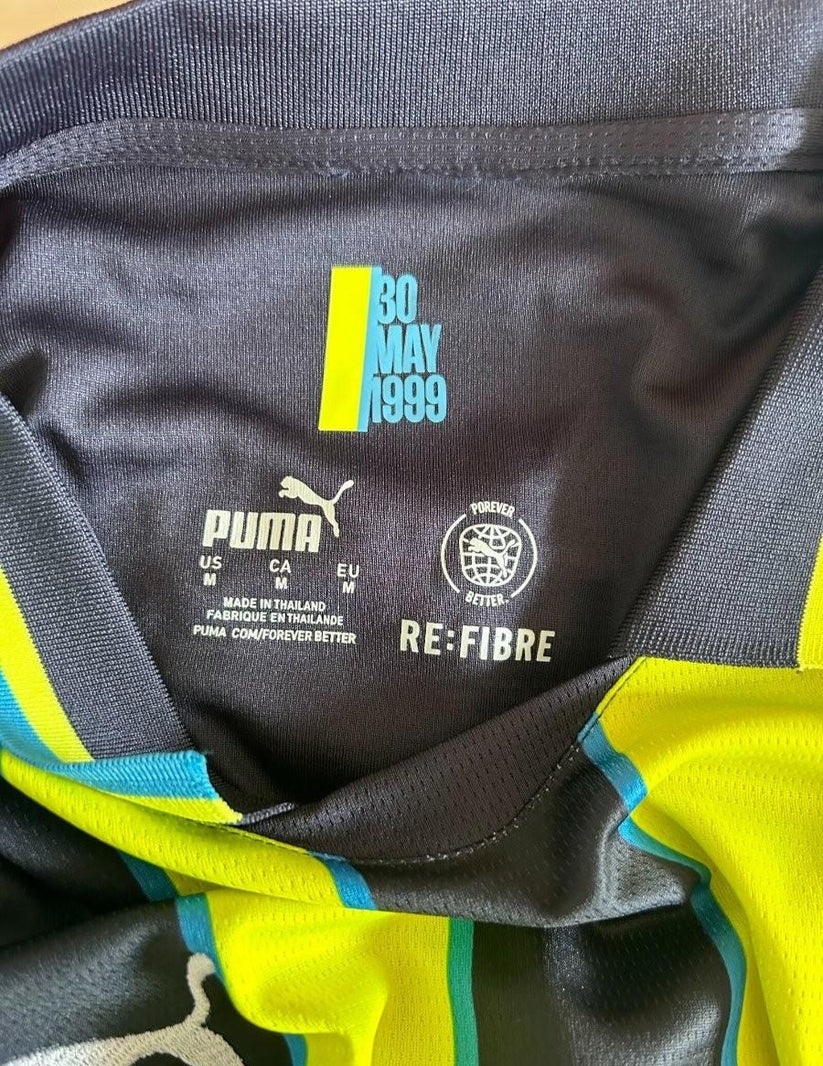 30
MAY
1999
PUMA
US CA EU
M M M
MADE IN THAILAND
FABRIQUE EN THAILANDE
PUMA COM/FOREVER BETTER
FOREVER
BETTER.
RE:FIBRE